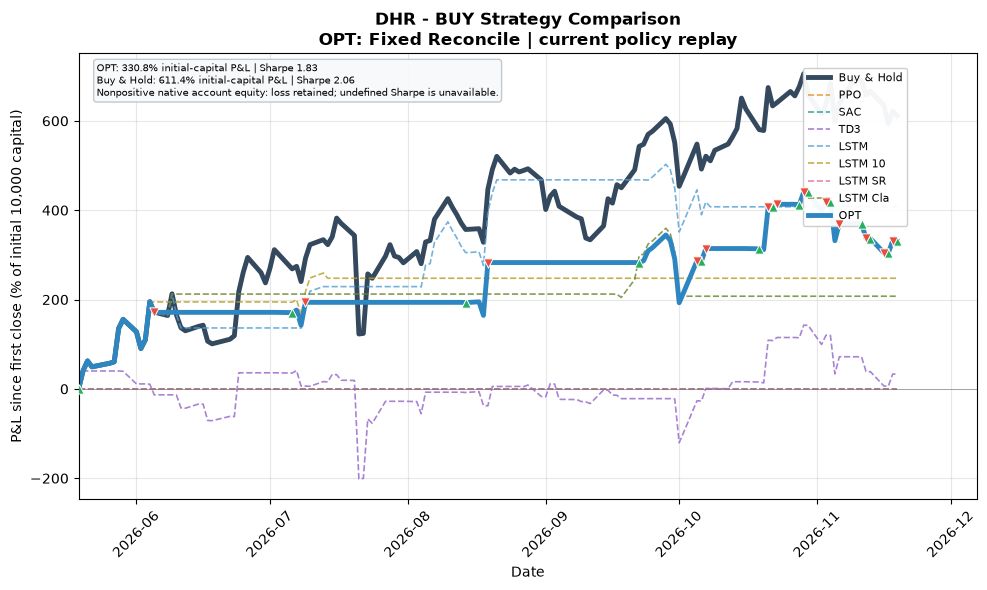 DHR - BUY Strategy Comparison
OPT: Fixed Reconcile | current policy replay
OPT: 330.8% initial-capital P&L | Sharpe 1.83
Buy & Hold: 611.4% initial-capital P&L | Sharpe 2.06
Nonpositive native account equity: loss retained; undefined Sharpe is unavailable.
Buy & Hold
PPO
SAC
TD3
LSTM
LSTM 10
LSTM SR
LSTM Cla
OPT
P&L since first close (% of initial 10,000 capital)
600
400
200
0
−200
2026-06
2026-07
2026-08
2026-09
2026-10
2026-11
2026-12
Date